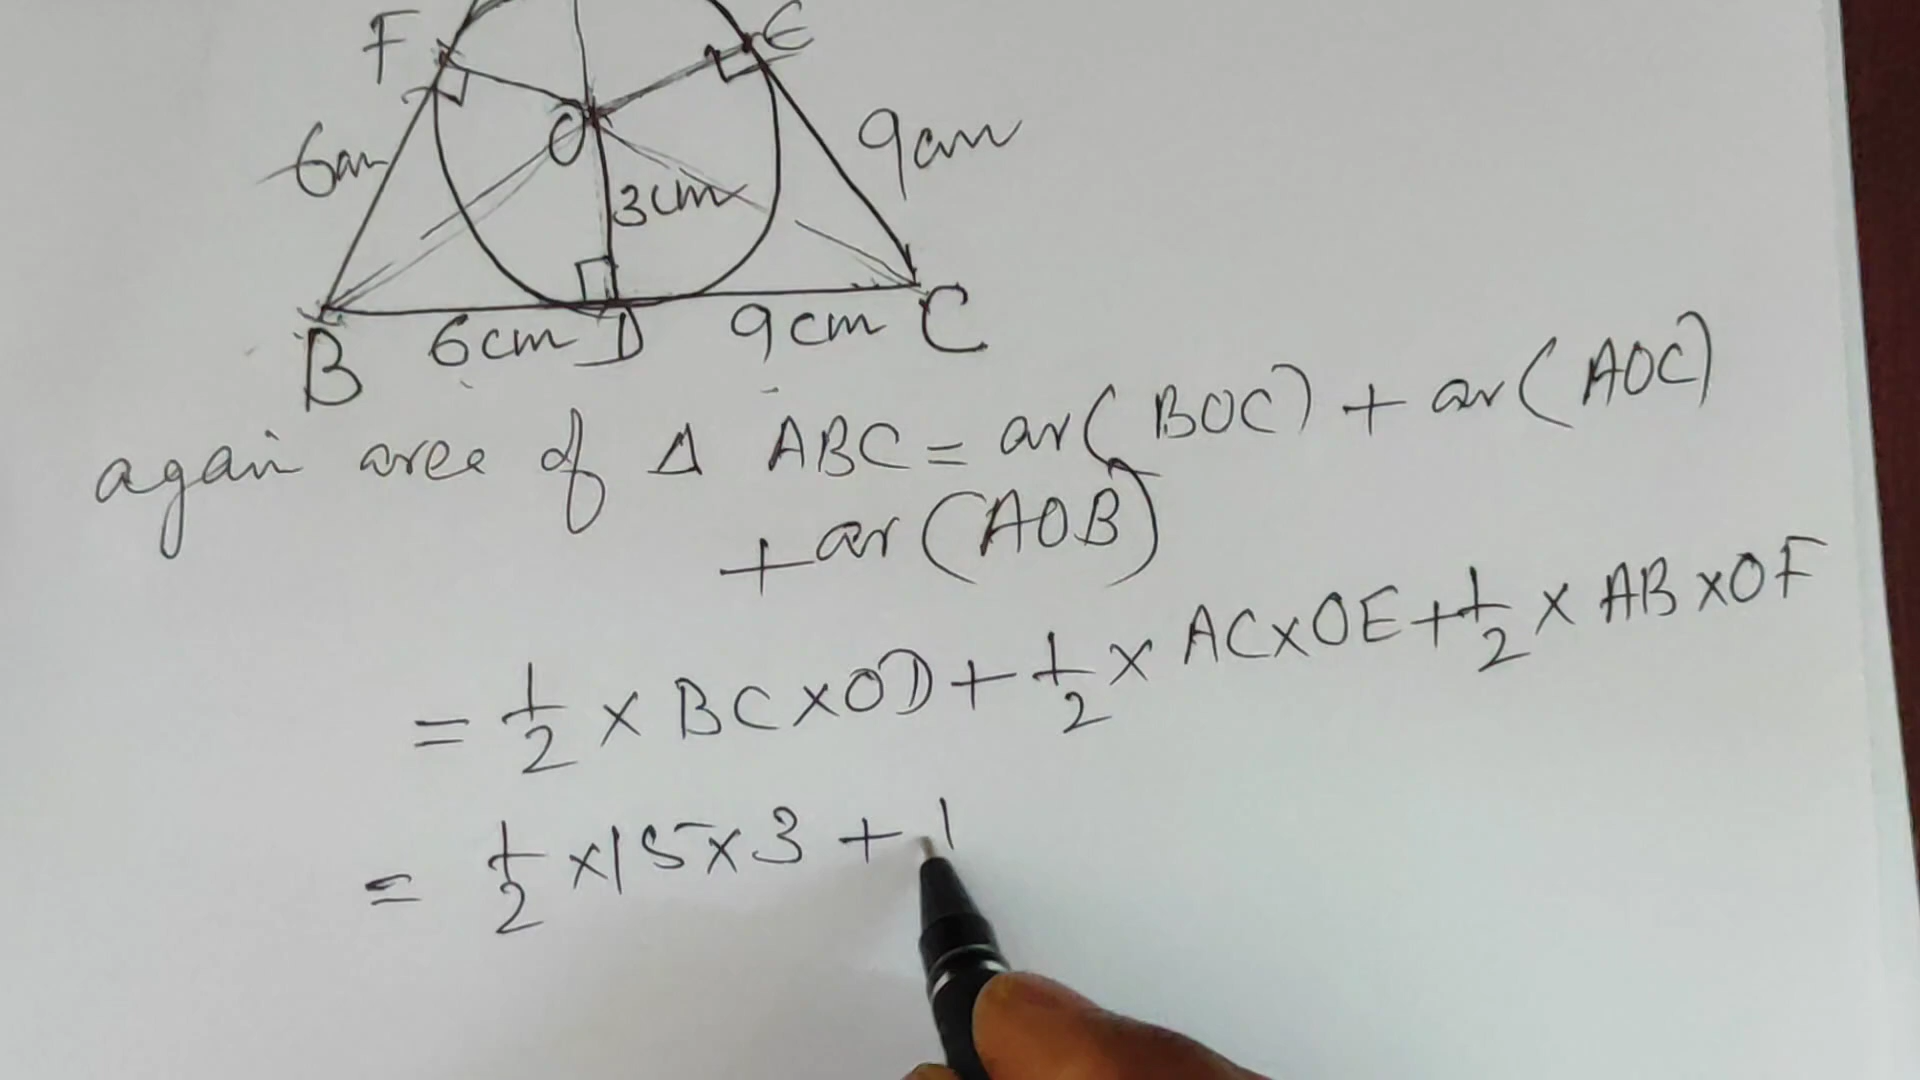 F E
6cm O 9cm
3cm
B 6cm D 9cm C
again area of Δ ABC = ar(BOC) + ar(AOC)
+ ar(AOB)
= 1/2 × BC × OD + 1/2 × AC × OE + 1/2 × AB × OF
= 1/2 × 15 × 3 + 1